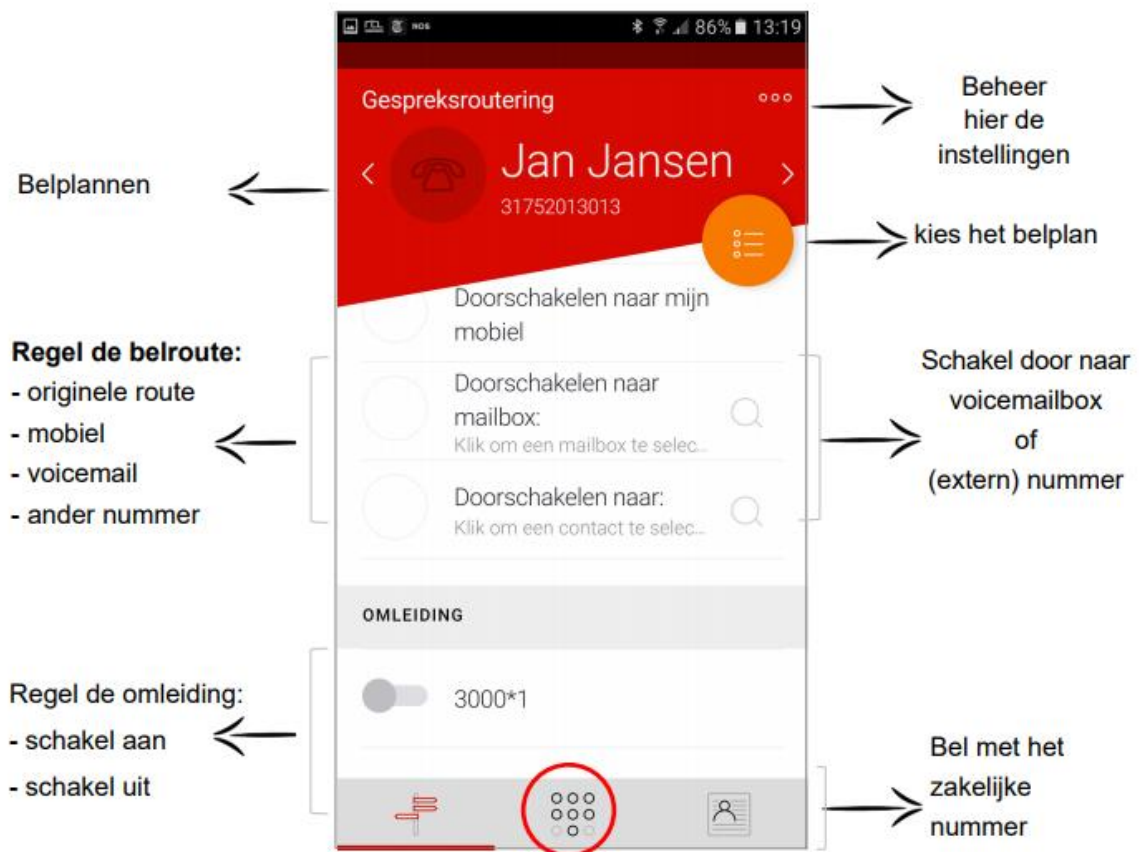 NOS
86% 13:19
Gespreksroutering
Jan Jansen
31752013013
Beheer
hier de
instellingen
Belplannen
kies het belplan
Doorschakelen naar mijn
mobiel
Regel de belroute:
- originele route
- mobiel
- voicemail
- ander nummer
Doorschakelen naar
mailbox:
Klik om een mailbox te selec...
Doorschakelen naar:
Klik om een contact te selec...
Schakel door naar
voicemailbox
of
(extern) nummer
OMLEIDING
3000*1
Regel de omleiding:
- schakel aan
- schakel uit
Bel met het
zakelijke
nummer